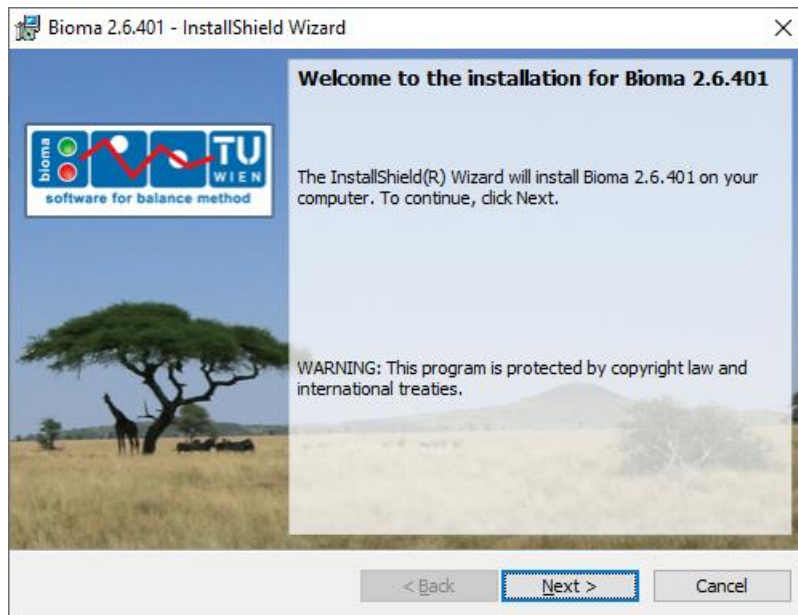 Bioma 2.6.401 - InstallShield Wizard
Welcome to the installation for Bioma 2.6.401
bioma
TU
WIEN
software for balance method
The InstallShield(R) Wizard will install Bioma 2.6.401 on your
computer. To continue, click Next.
WARNING: This program is protected by copyright law and
international treaties.
< Back
Next >
Cancel